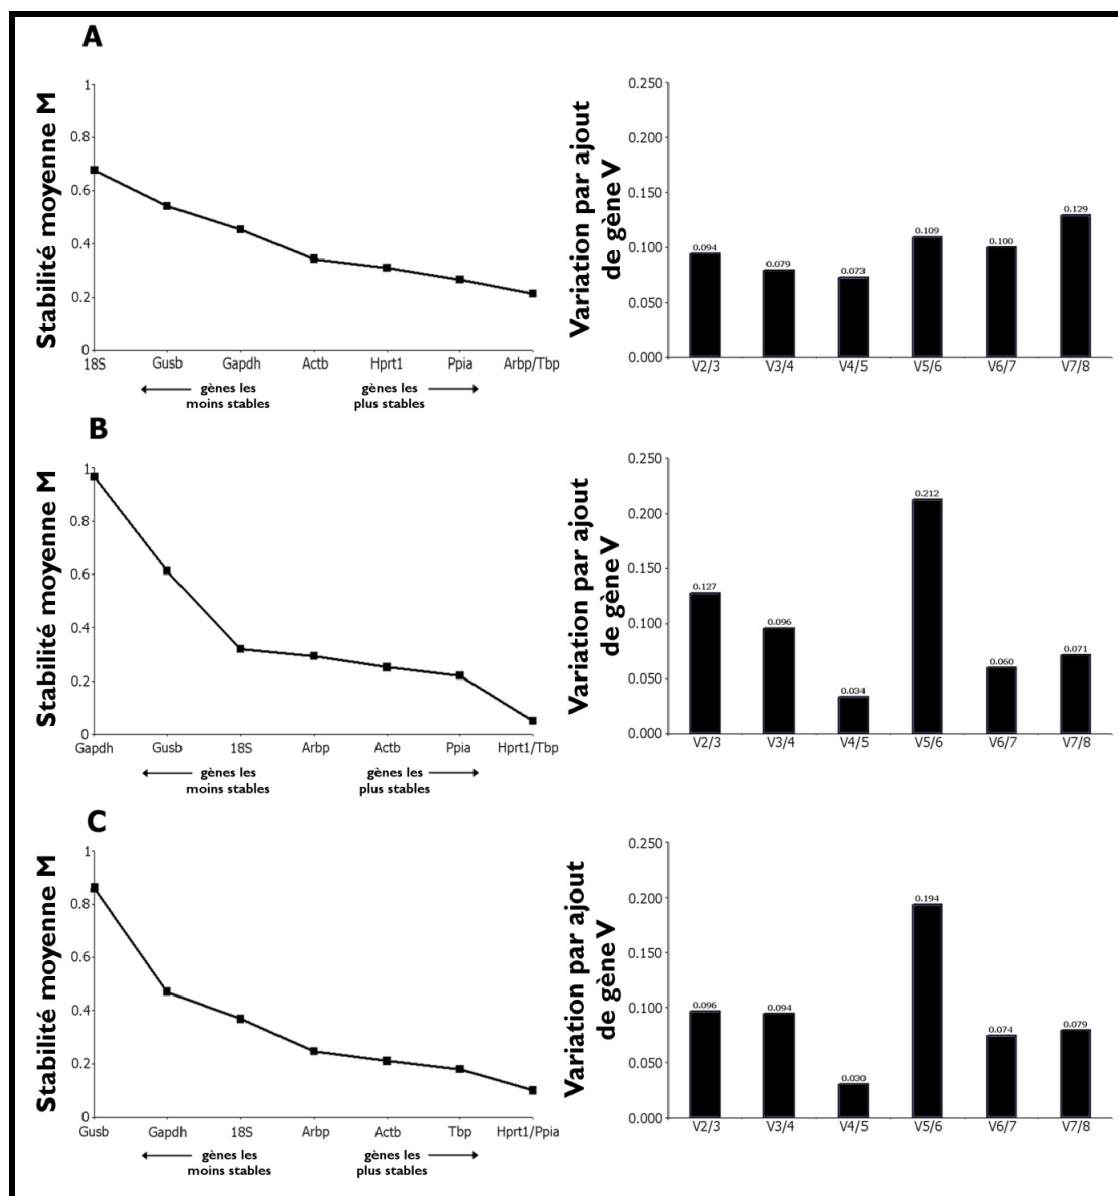 A
Stabilité moyenne M
1
0.8
0.6
0.4
0.2
0
18S Gusb Gapdh Actb Hprt1 Ppia Arbp/Tbp
gènes les
moins stables
gènes les
plus stables
Variation par ajout
de gène V
0.250
0.200
0.150
0.100
0.050
0.000
0.094 0.079 0.073 0.109 0.100 0.129
V2/3 V3/4 V4/5 V5/6 V6/7 V7/8
B
Stabilité moyenne M
1
0.8
0.6
0.4
0.2
0
Gapdh Gusb 18S Arbp Actb Ppia Hprt1/Tbp
gènes les
moins stables
gènes les
plus stables
Variation par ajout
de gène V
0.250
0.200
0.150
0.100
0.050
0.000
0.127 0.096 0.034 0.212 0.060 0.071
V2/3 V3/4 V4/5 V5/6 V6/7 V7/8
C
Stabilité moyenne M
1
0.8
0.6
0.4
0.2
0
Gusb Gapdh 18S Arbp Actb Tbp Hprt1/Ppia
gènes les
moins stables
gènes les
plus stables
Variation par ajout
de gène V
0.250
0.200
0.150
0.100
0.050
0.000
0.096 0.094 0.030 0.194 0.074 0.079
V2/3 V3/4 V4/5 V5/6 V6/7 V7/8